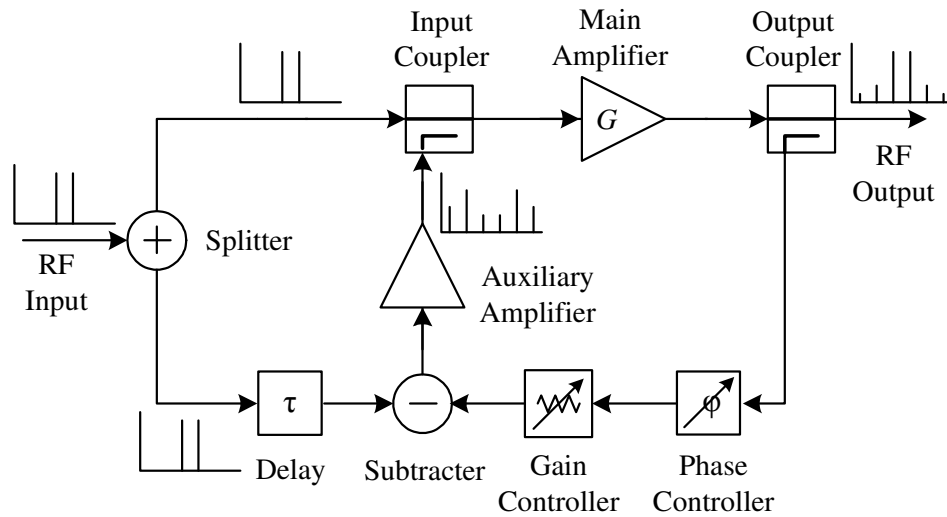 Input
Coupler
Main
Amplifier
Output
Coupler
G
RF
Output
+
Splitter
RF
Input
Auxiliary
Amplifier
τ
−
φ
Delay
Subtracter
Gain
Controller
Phase
Controller